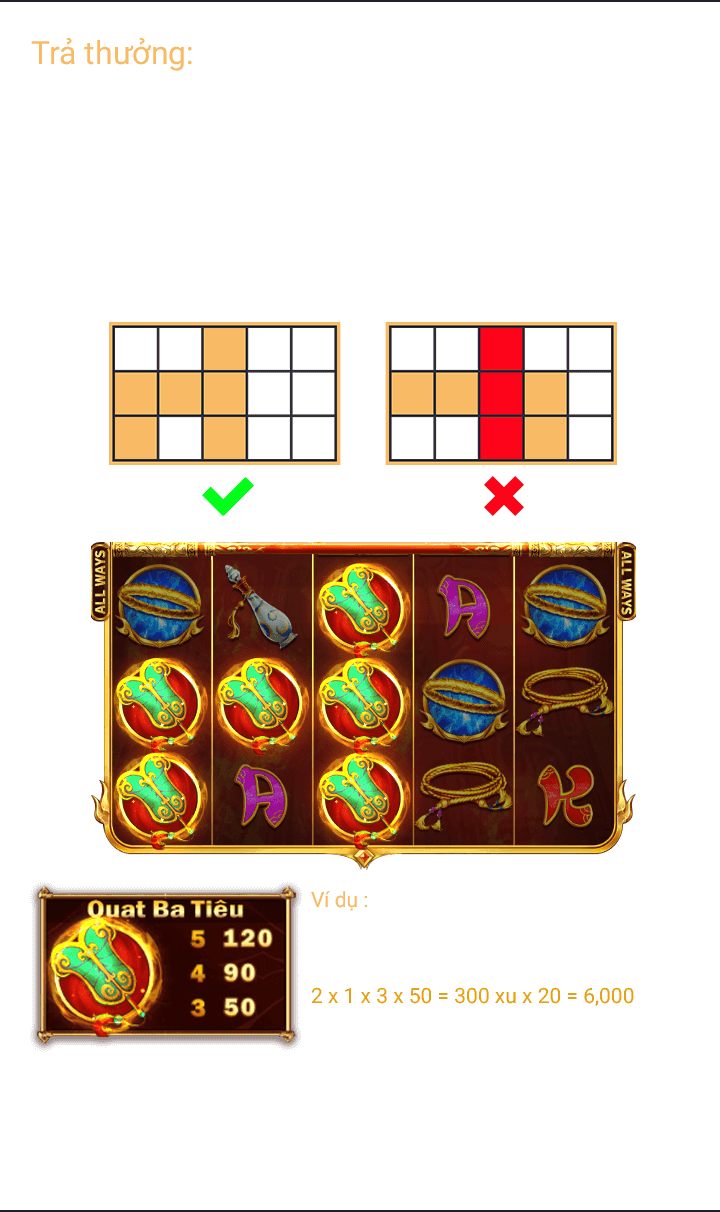 Trả thưởng:
ALL WAYS
ALL WAYS
A
A
K
Quạt Ba Tiêu
5 120
4 90
3 50
Ví dụ :
2 x 1 x 3 x 50 = 300 xu x 20 = 6,000